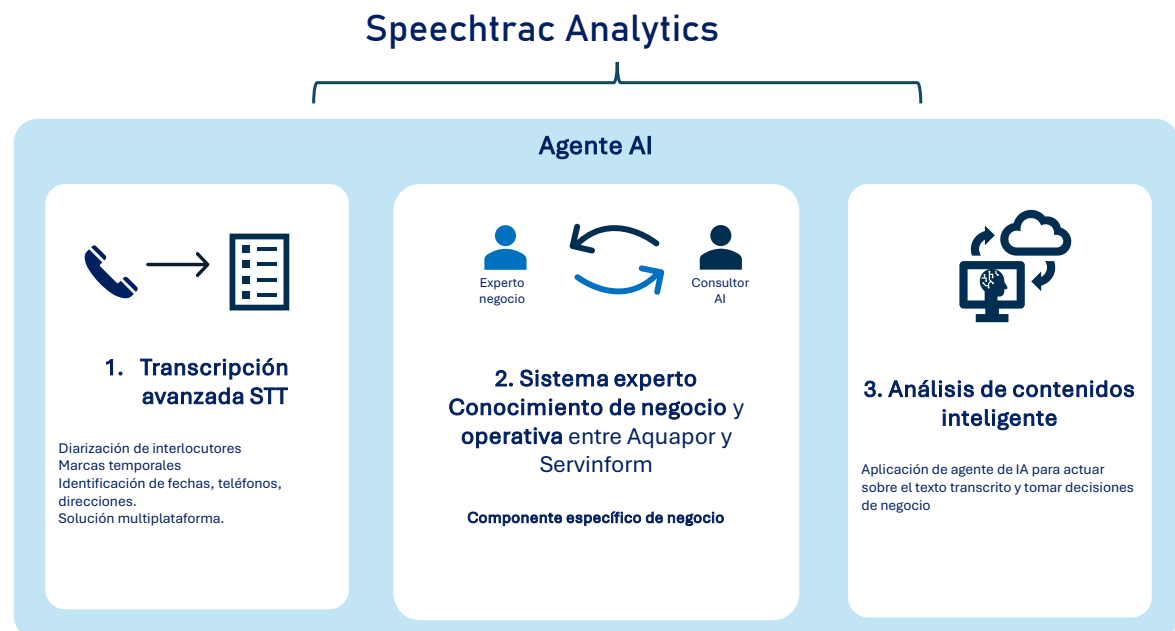 Speechtrac Analytics
Agente AI
1. Transcripción
avanzada STT
Diarización de interlocutores
Marcas temporales
Identificación de fechas, teléfonos,
direcciones.
Solución multiplataforma.
Experto
negocio
Consultor
AI
2. Sistema experto
Conocimiento de negocio y
operativa entre Aquapor y
Servinform
Componente específico de negocio
3. Análisis de contenidos
inteligente
Aplicación de agente de IA para actuar
sobre el texto transcrito y tomar decisiones
de negocio